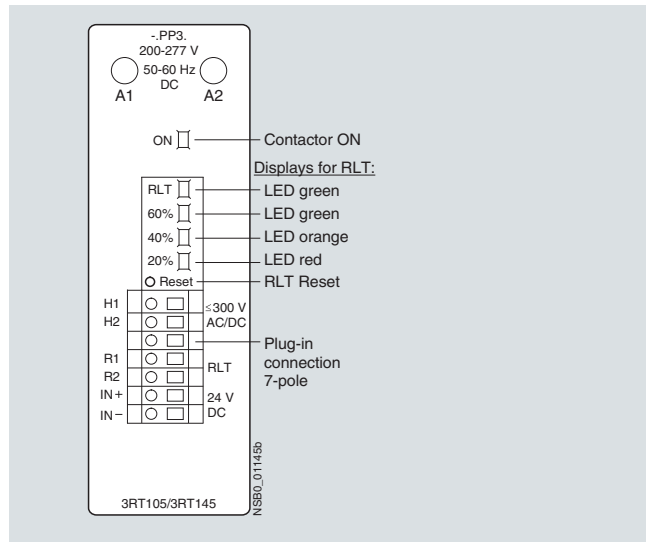 -.PP3.
200-277 V
50-60 Hz
DC
A1
A2
ON
Contactor ON
Displays for RLT:
RLT
LED green
60%
LED green
40%
LED orange
20%
LED red
Reset
RLT Reset
H1
≤300 V
H2
AC/DC
Plug-in
connection
7-pole
R1
RLT
R2
IN+
24 V
IN−
DC
3RT105/3RT145
NSB0_01145b